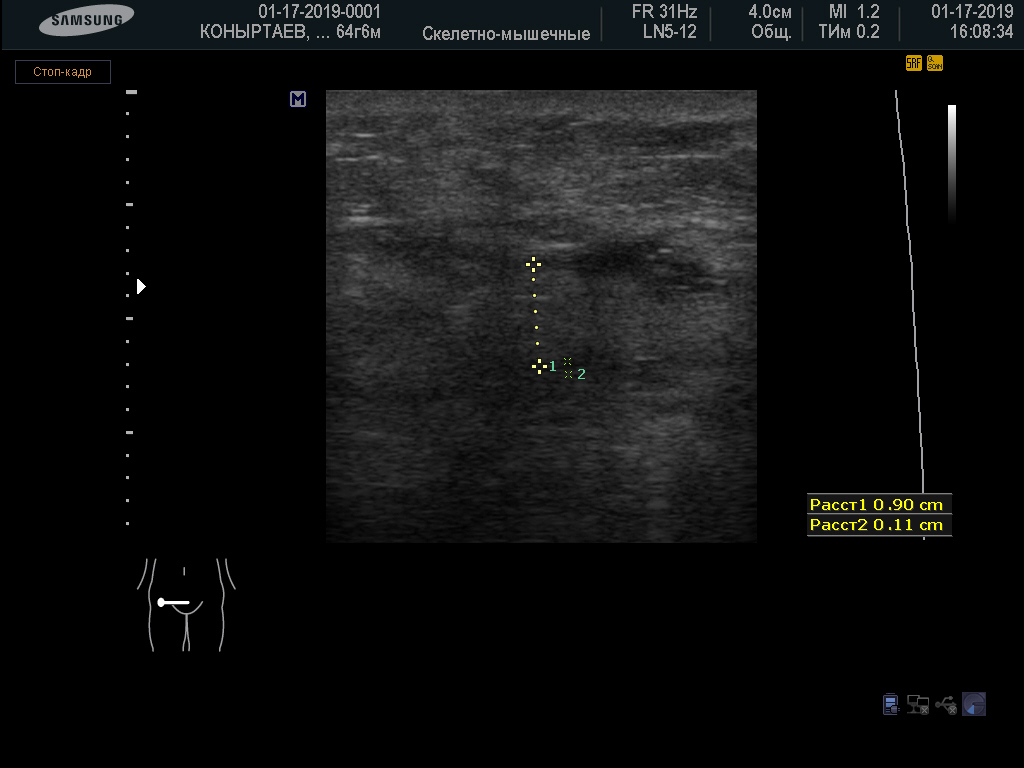 SAMSUNG
01-17-2019-0001
КОНЫРТАЕВ, ... 64г6м
Скелетно-мышечные
FR 31Hz
LN5-12
4.0см
Общ.
MI 1.2
ТИм 0.2
01-17-2019
16:08:34
Стоп-кадр
SRF
Q SCAN
M
1
2
Расст1 0.90 cm
Расст2 0.11 cm